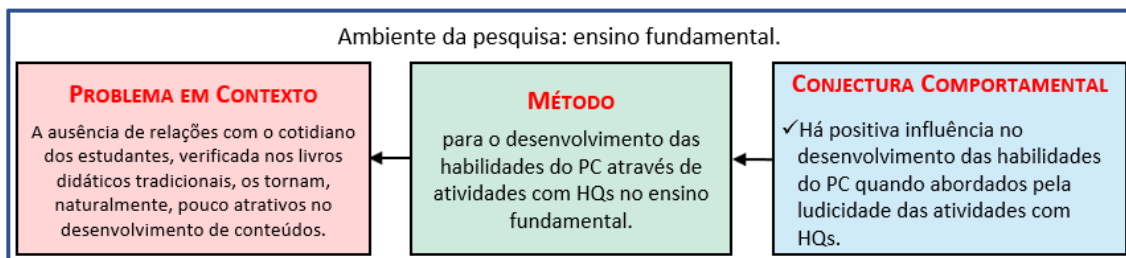 Ambiente da pesquisa: ensino fundamental.
PROBLEMA EM CONTEXTO
A ausência de relações com o cotidiano
dos estudantes, verificada nos livros
didáticos tradicionais, os tornam,
naturalmente, pouco atrativos no
desenvolvimento de conteúdos.
MÉTODO
para o desenvolvimento das
habilidades do PC através de
atividades com HQs no ensino
fundamental.
CONJECTURA COMPORTAMENTAL
✓Há positiva influência no
desenvolvimento das habilidades
do PC quando abordados pela
ludicidade das atividades com
HQs.